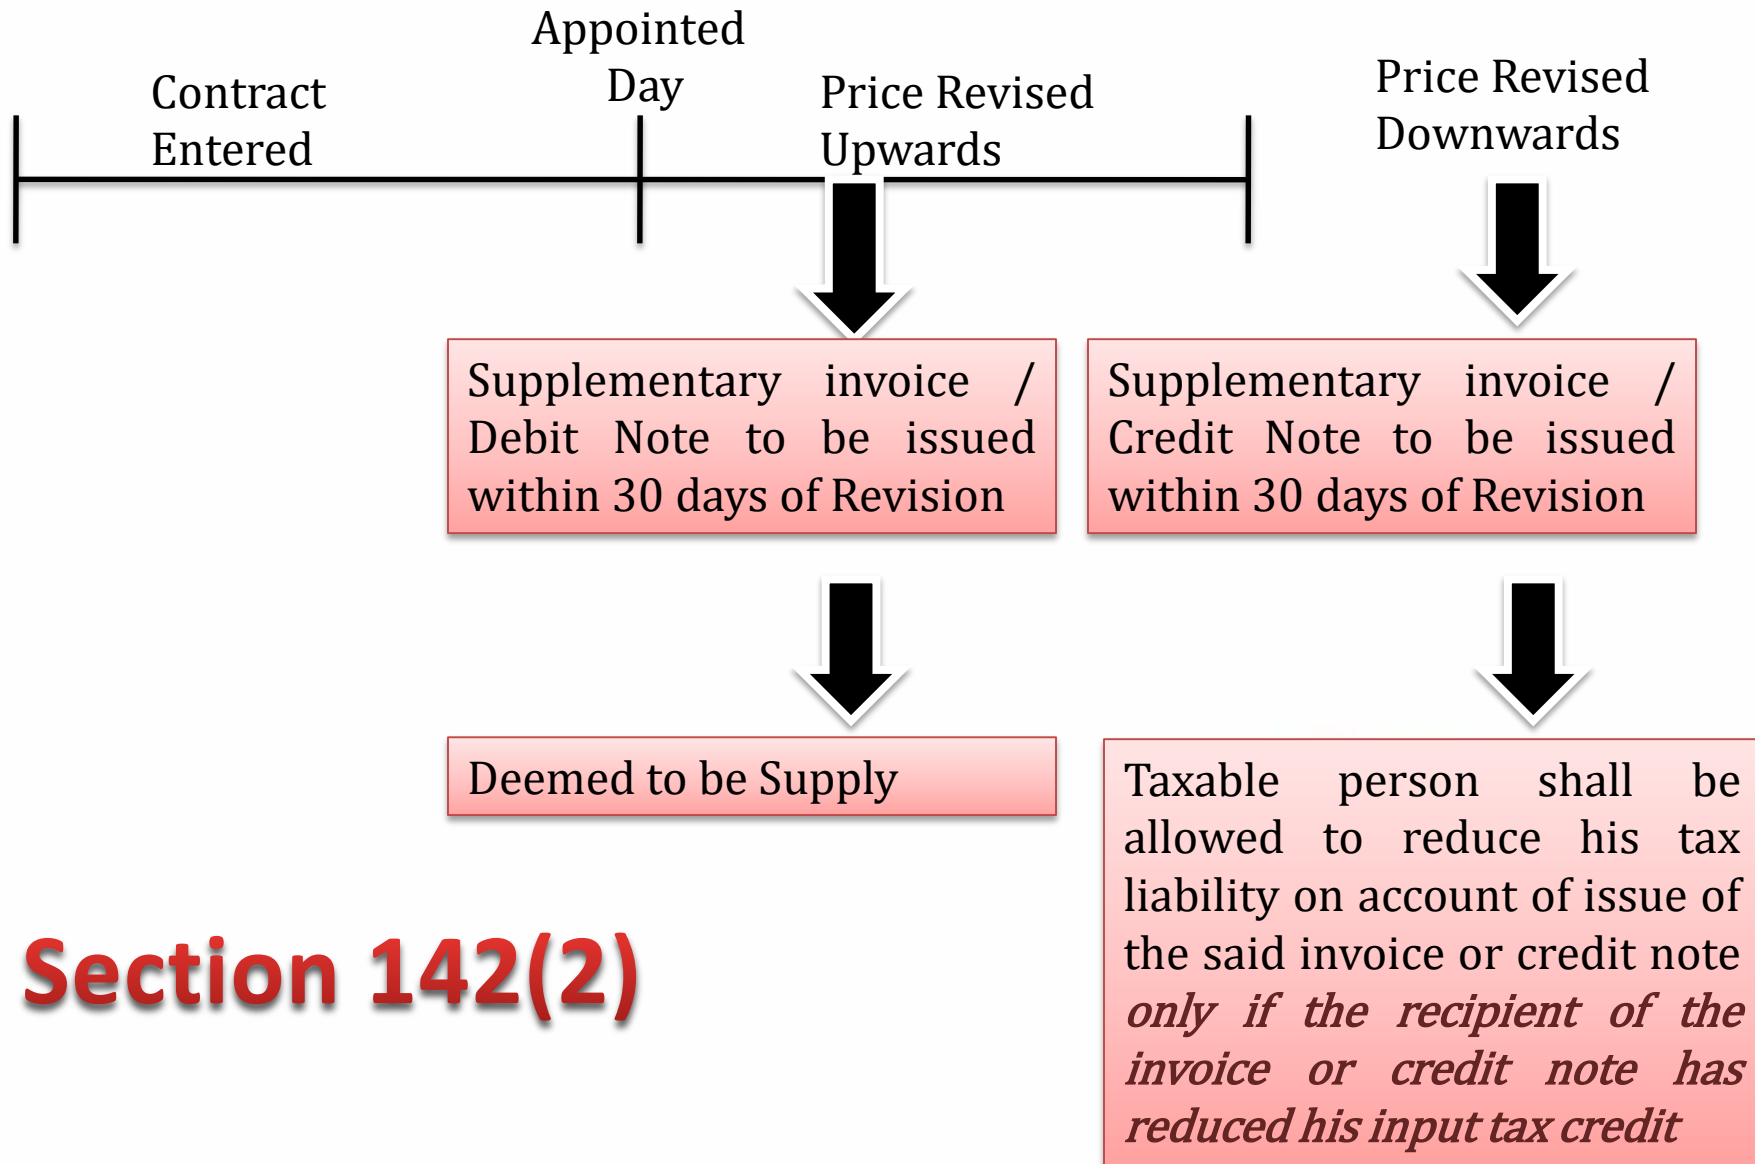 Appointed
Day
Contract
Entered
Price Revised
Upwards
Price Revised
Downwards
Supplementary invoice /
Debit Note to be issued
within 30 days of Revision
Supplementary invoice /
Credit Note to be issued
within 30 days of Revision
Deemed to be Supply
Taxable person shall be
allowed to reduce his tax
liability on account of issue of
the said invoice or credit note
only if the recipient of the
invoice or credit note has
reduced his input tax credit
Section 142(2)